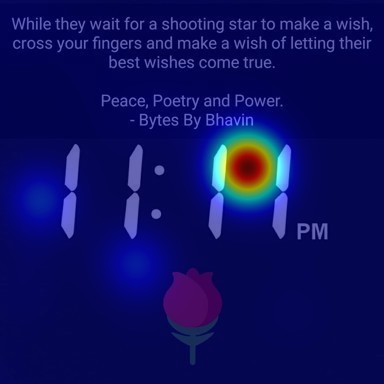 While they wait for a shooting star to make a wish,
cross your fingers and make a wish of letting their
best wishes come true.
Peace, Poetry and Power.
- Bytes By Bhavin
11:11 PM